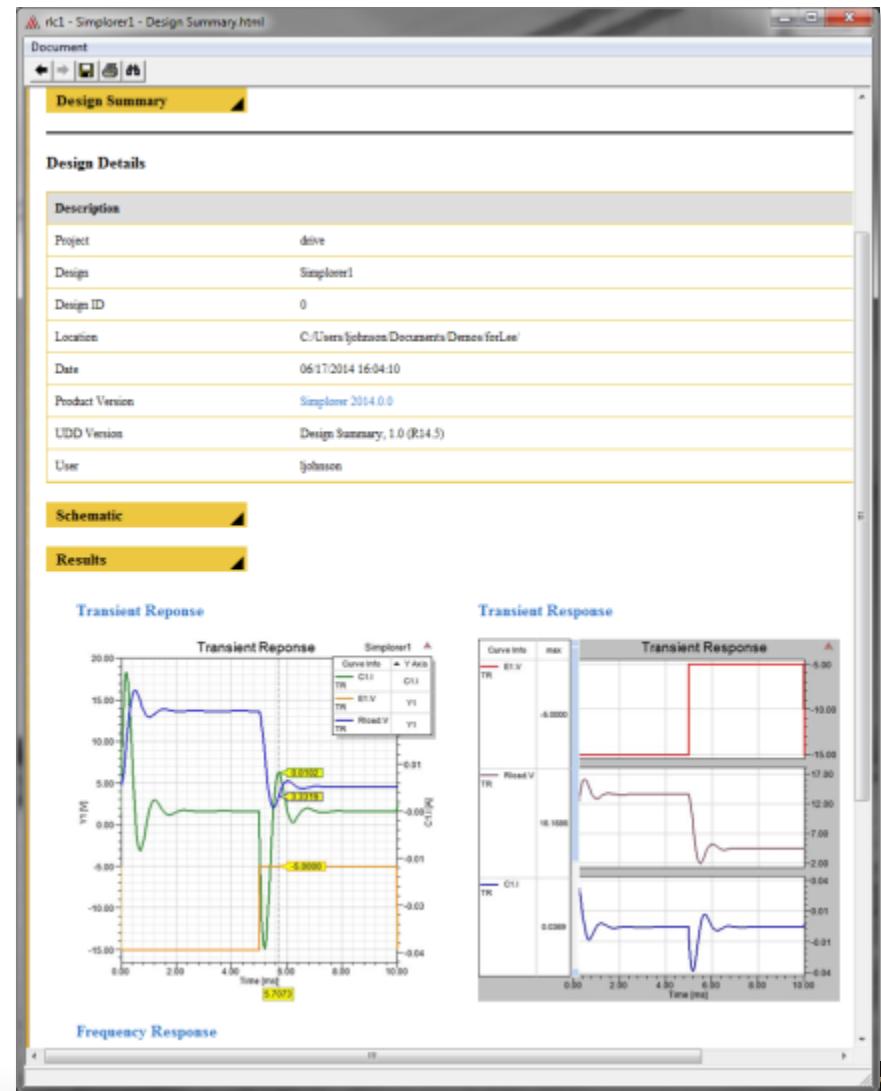 rlc1 - Simplorer1 - Design Summary.html
Document
Design Summary
Design Details
Description
Project drive
Design Simplorer1
Design ID 0
Location C:/Users/ljohnson/Documents/Demos/forLee/
Date 06/17/2014 16:04:10
Product Version Simplorer 2014.0.0
UDD Version Design Summary, 1.0 (R14.5)
User ljohnson
Schematic
Results
Transient Reponse Transient Response
Transient Reponse Simplorer1
Curve Info Y Axis
C1.I C1.I
TR
E1.V Y1
TR
Rload.V Y1
TR
20.00
15.00
10.00
5.00
0.00
-5.00
-10.00
-15.00
Y1 [V]
0.01
-0.00
-0.01
-0.03
-0.04
C1.I [A]
0.0102
-5.0000
0.00 2.00 4.00 6.00 8.00 10.00
Time [ms]
5.7073
Transient Response
Curve Info max
E1.V
TR
-5.0000
Rload.V
TR
C1.I
TR
0.0369
-5.00
-10.00
-15.00
17.00
12.00
7.00
2.00
0.04
0.01
-0.01
-0.04
0.00 2.00 4.00 6.00 8.00 10.00
Time [ms]
Frequency Response